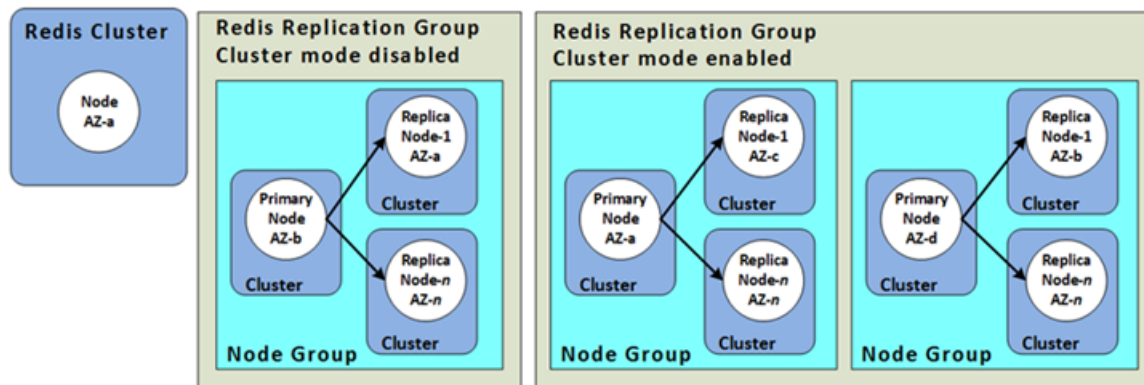 Redis Cluster
Node
AZ-a
Redis Replication Group
Cluster mode disabled
Primary
Node
AZ-b
Cluster
Replica
Node-1
AZ-a
Cluster
Replica
Node-n
AZ-n
Cluster
Node Group
Redis Replication Group
Cluster mode enabled
Primary
Node
AZ-a
Cluster
Replica
Node-1
AZ-c
Cluster
Replica
Node-n
AZ-n
Cluster
Node Group
Primary
Node
AZ-d
Cluster
Replica
Node-1
AZ-b
Cluster
Replica
Node-n
AZ-n
Cluster
Node Group